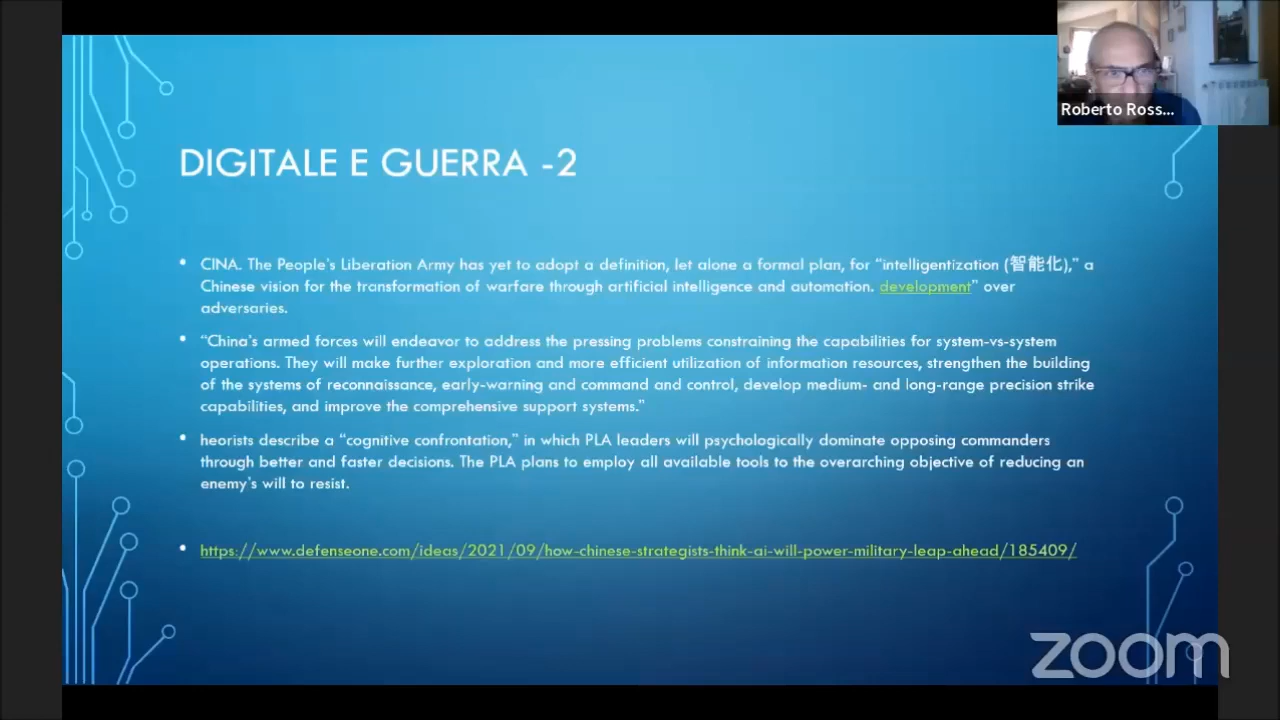 Roberto Ross...
DIGITALE E GUERRA -2
• CINA. The People's Liberation Army has yet to adopt a definition, let alone a formal plan, for “intelligentization (智能化),” a
Chinese vision for the transformation of warfare through artificial intelligence and automation. development” over
adversaries.
• “China's armed forces will endeavor to address the pressing problems constraining the capabilities for system-vs-system
operations. They will make further exploration and more efficient utilization of information resources, strengthen the building
of the systems of reconnaissance, early-warning and command and control, develop medium- and long-range precision strike
capabilities, and improve the comprehensive support systems.”
• heorists describe a “cognitive confrontation,” in which PLA leaders will psychologically dominate opposing commanders
through better and faster decisions. The PLA plans to employ all available tools to the overarching objective of reducing an
enemy's will to resist.
• https://www.defenseone.com/ideas/2021/09/how-chinese-strategists-think-ai-will-power-military-leap-ahead/185409/
zoom